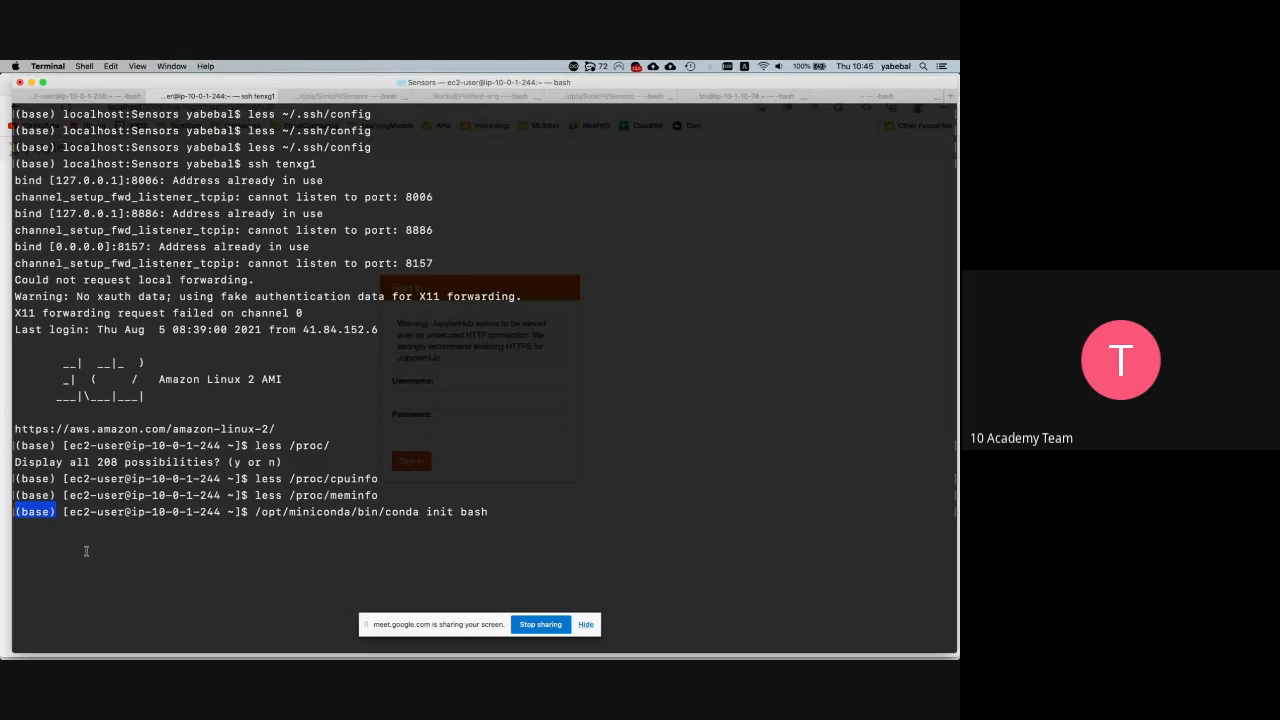 Terminal Shell Edit View Window Help
72
100% Thu 10:45 yabebal
Sensors — ec2-user@ip-10-0-1-244:~ — bash
...er@ip-10-0-1-244:~ — ssh tenxg1
(base) localhost:Sensors yabebal$ less ~/.ssh/config
(base) localhost:Sensors yabebal$ less ~/.ssh/config
Other Favourites
(base) localhost:Sensors yabebal$ less ~/.ssh/config
(base) localhost:Sensors yabebal$ ssh tenxg1
bind [127.0.0.1]:8006: Address already in use
channel_setup_fwd_listener_tcpip: cannot listen to port: 8006
bind [127.0.0.1]:8886: Address already in use
channel_setup_fwd_listener_tcpip: cannot listen to port: 8886
bind [0.0.0.0]:8157: Address already in use
channel_setup_fwd_listener_tcpip: cannot listen to port: 8157
Could not request local forwarding.
Warning: No xauth data; using fake authentication data for X11 forwarding.
X11 forwarding request failed on channel 0
Last login: Thu Aug  5 08:39:00 2021 from 41.84.152.6
Warning: JupyterHub seems to be served
over an unsecured HTTP connection. We
strongly recommend enabling HTTPS for
JupyterHub.
Username:
Password:
Sign in
__|  __|_  )
_|  (     /   Amazon Linux 2 AMI
___|\___|___|
https://aws.amazon.com/amazon-linux-2/
(base) [ec2-user@ip-10-0-1-244 ~]$ less /proc/
Display all 208 possibilities? (y or n)
(base) [ec2-user@ip-10-0-1-244 ~]$ less /proc/cpuinfo
(base) [ec2-user@ip-10-0-1-244 ~]$ less /proc/meminfo
(base) [ec2-user@ip-10-0-1-244 ~]$ /opt/miniconda/bin/conda init bash
meet.google.com is sharing your screen. Stop sharing Hide
T
10 Academy Team